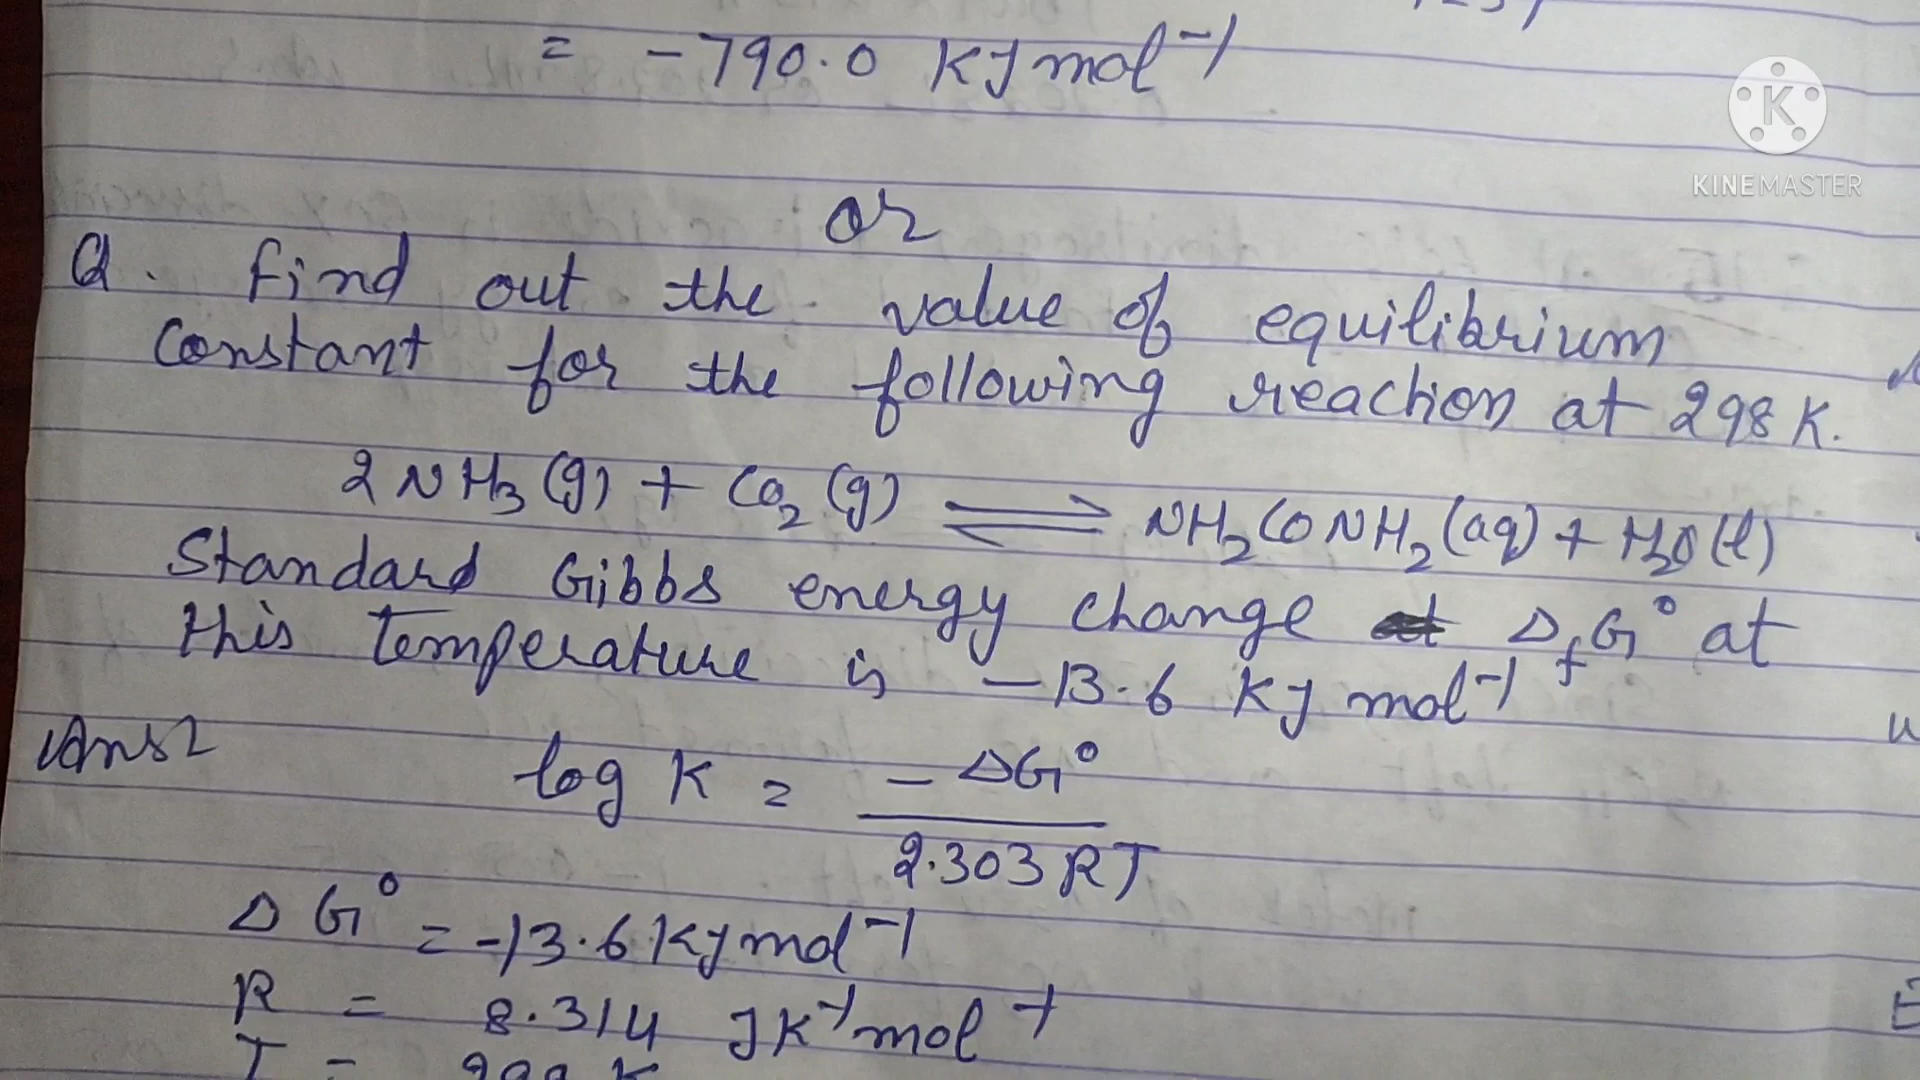 = -790.0 KJ mol⁻¹
KINEMASTER
or
Q. Find out the value of equilibrium
Constant for the following reaction at 298 K.
2NH₃(g) + CO₂(g) ⇌ NH₂CONH₂(aq) + H₂O(l)
Standard Gibbs energy change ΔfG° at
this temperature is -13.6 KJ mol⁻¹
Ans
log K = -ΔG° / 2.303 RT
ΔG° = -13.6 KJ mol⁻¹
R = 8.314 JK⁻¹ mol⁻¹
T =